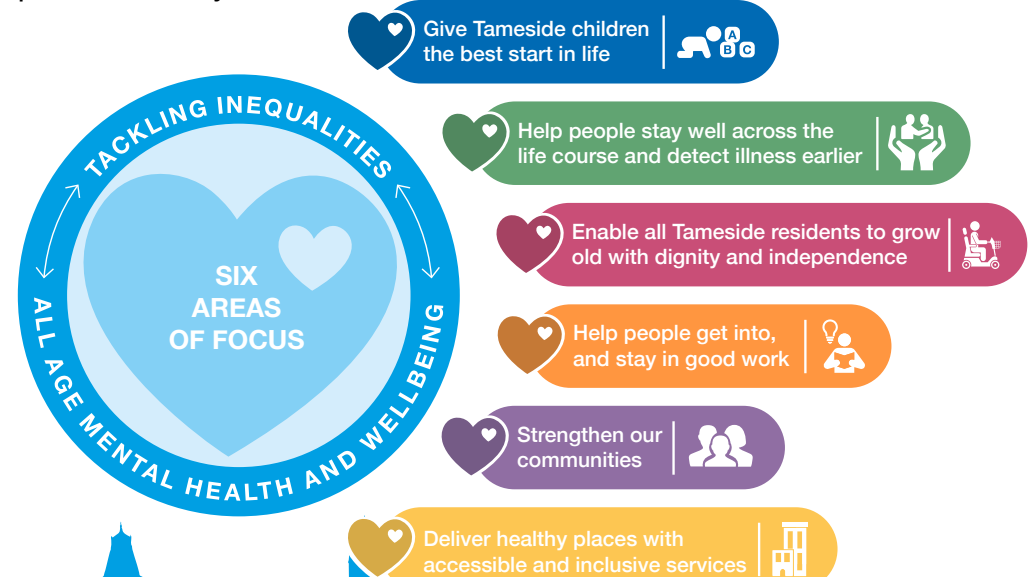 TACKLING INEQUALITIES
ALL AGE MENTAL HEALTH AND WELLBEING
SIX
AREAS
OF FOCUS
Give Tameside children
the best start in life
A
B C
Help people stay well across the
life course and detect illness earlier
Enable all Tameside residents to grow
old with dignity and independence
Help people get into,
and stay in good work
Strengthen our
communities
Deliver healthy places with
accessible and inclusive services